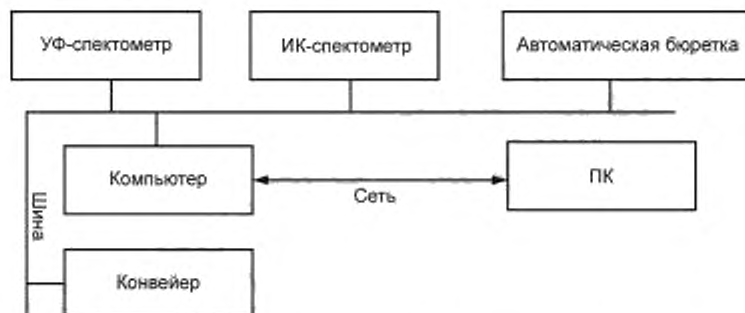 УФ-спектометр
ИК-спектометр
Автоматическая бюретка
Компьютер
Сеть
ПК
Шина
Конвейер